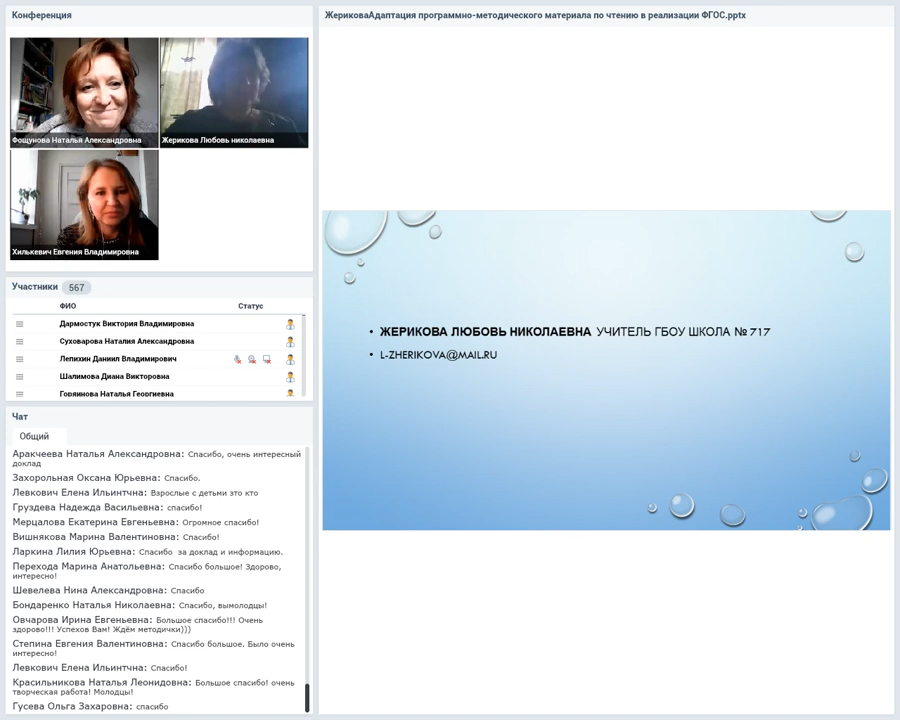 Конференция
Фощунова Наталья Александровна
Жерикова Любовь николаевна
Хилькевич Евгения Владимировна
Участники 567
ФИО Статус
Дармостук Виктория Владимировна
Суховарова Наталия Александровна
Лепихин Даниил Владимирович
Шалимова Диана Викторовна
Горяинова Наталья Георгиевна
Чат
Общий
Аракчеева Наталья Александровна: Спасибо, очень интересный
доклад
Захорольная Оксана Юрьевна: Спасибо.
Левкович Елена Ильинтчна: Взрослые с детьми зто кто
Груздева Надежда Васильевна: спасибо!
Мерцалова Екатерина Евгеньевна: Огромное спасибо!
Вишнякова Марина Валентиновна: Спасибо!
Ларкина Лилия Юрьевна: Спасибо за доклад и информацию.
Перехода Марина Анатольевна: Спасибо большое! Здорово,
интересно!
Шевелева Нина Александровна: Спасибо
Бондаренко Наталья Николаевна: Спасибо, вымолодцы!
Овчарова Ирина Евгеньевна: Большое спасибо!!! Очень
здорово!!! Успехов Вам! Ждём методички)))
Степина Евгения Валентиновна: Спасибо большое. Было очень
интересно!
Левкович Елена Ильинтчна: Спасибо!
Красильникова Наталья Леонидовна: Большое спасибо! очень
творческая работа! Молодцы!
Гусева Ольга Захаровна: спасибо
ЖериковаАдаптация программно-методического материала по чтению в реализации ФГОС.pptx
• ЖЕРИКОВА ЛЮБОВЬ НИКОЛАЕВНА УЧИТЕЛЬ ГБОУ ШКОЛА № 717
• L-ZHERIKOVA@MAIL.RU